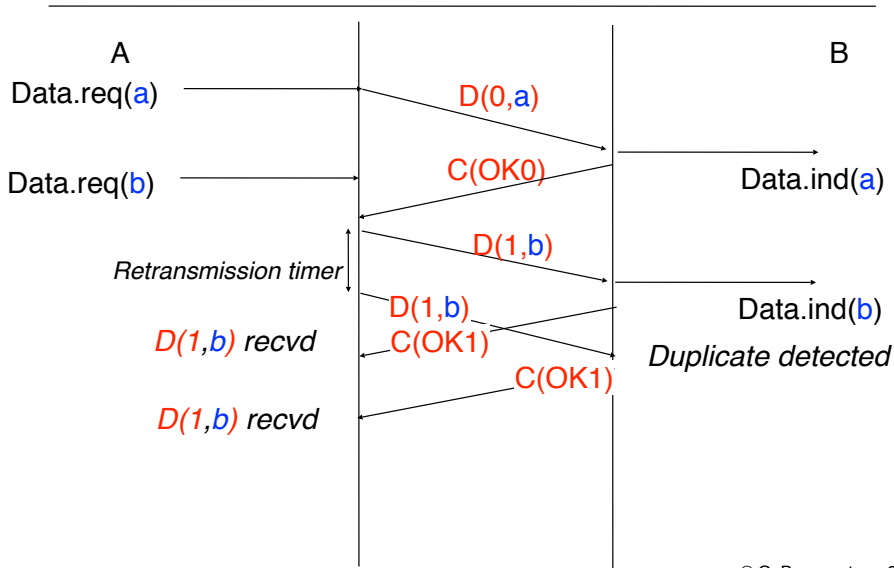 A
B
Data.req(a)
D(0,a)
C(OK0)
Data.req(b)
Data.ind(a)
D(1,b)
Retransmission timer
D(1,b)
Data.ind(b)
C(OK1)
D(1,b) recvd
Duplicate detected
C(OK1)
D(1,b) recvd